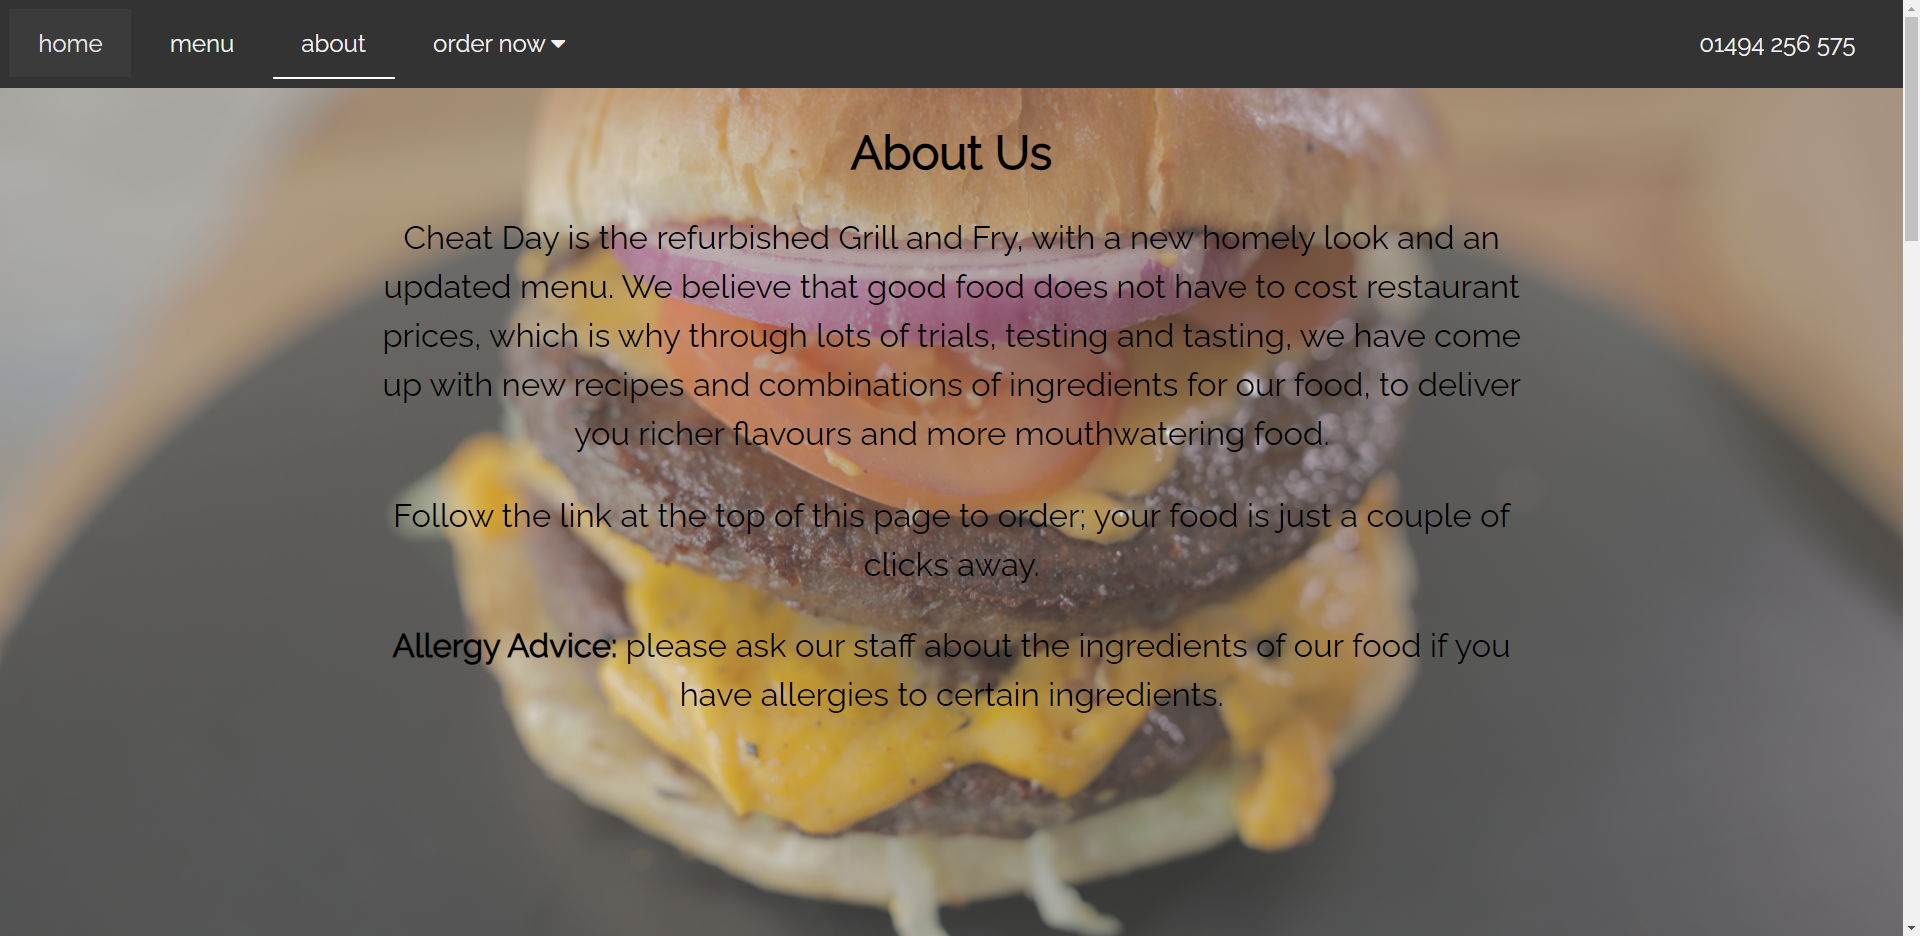 home menu about order now 01494 256 575
About Us
Cheat Day is the refurbished Grill and Fry, with a new homely look and an
updated menu. We believe that good food does not have to cost restaurant
prices, which is why through lots of trials, testing and tasting, we have come
up with new recipes and combinations of ingredients for our food, to deliver
you richer flavours and more mouthwatering food.
Follow the link at the top of this page to order; your food is just a couple of
clicks away.
Allergy Advice: please ask our staff about the ingredients of our food if you
have allergies to certain ingredients.